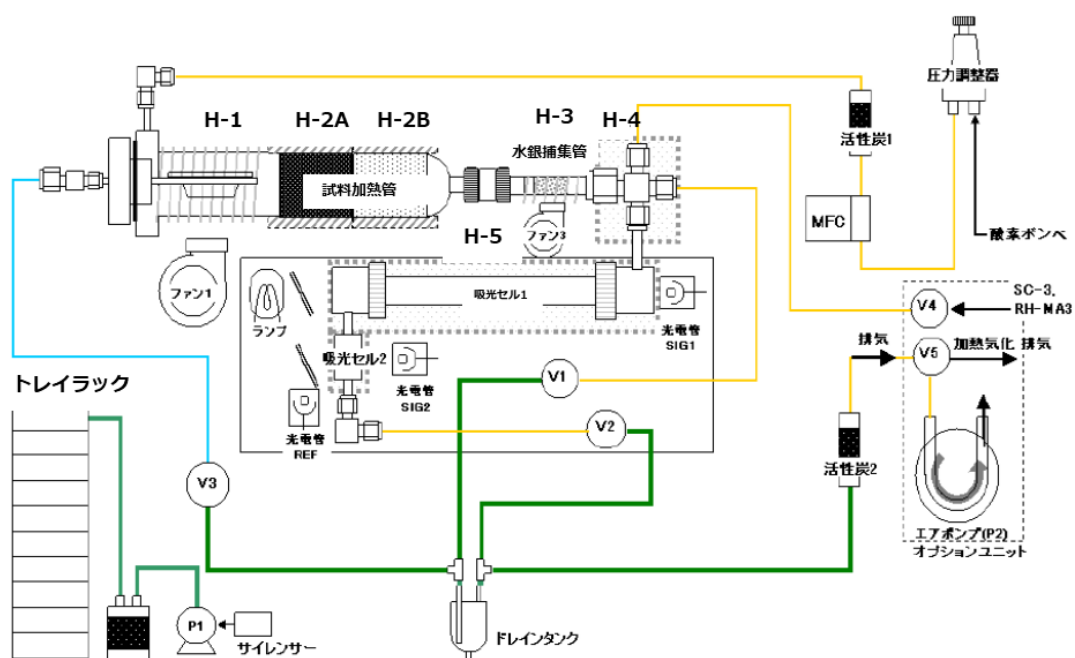 圧力調整器
H-1
H-2A
H-2B
H-3
H-4
水銀捕集管
活性炭1
試料加熱管
MFC
酸素ボンベ
H-5
ファン3
ファン1
ランプ
吸光セル1
光電管
SIG1
SC-3,
RH-MA3
V4
排気
V5
加熱気化 排気
吸光セル2
光電管
SIG2
V1
トレイラック
光電管
REF
V2
活性炭2
V3
エアポンプ(P2)
オプションユニット
P1
サイレンサー
ドレインタンク